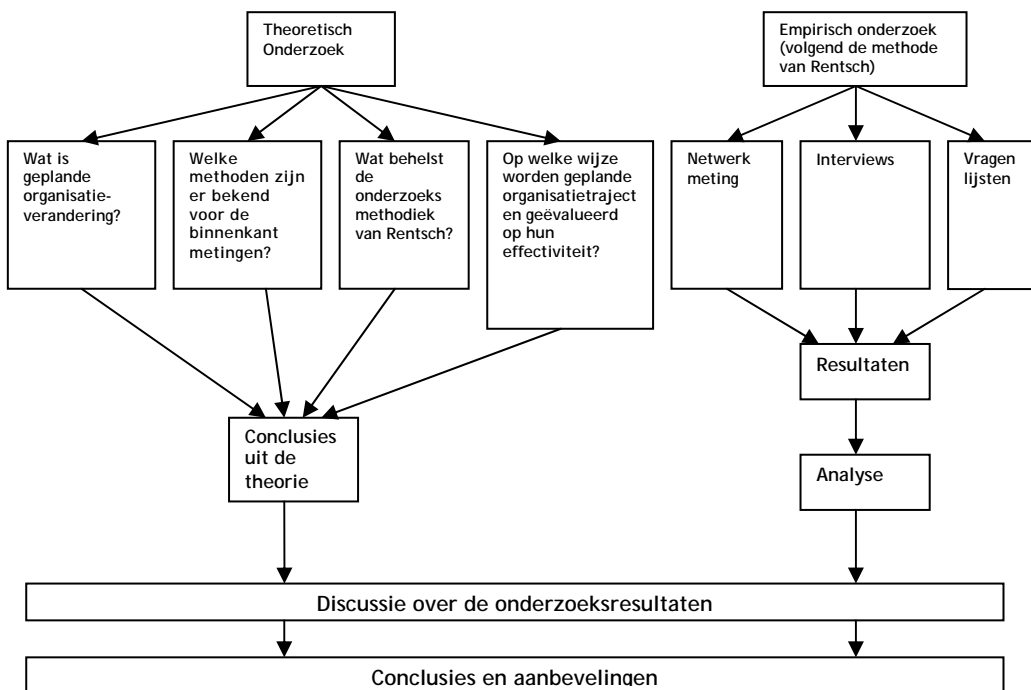 Theoretisch
Onderzoek
Empirisch onderzoek
(volgend de methode
van Rentsch)
Wat is
geplande
organisatie-
verandering?
Welke
methoden zijn
er bekend
voor de
binnenkant
metingen?
Wat behelst
de
onderzoeks
methodiek
van Rentsch?
Op welke wijze
worden geplande
organisatietraject
en geëvalueerd
op hun
effectiviteit?
Netwerk
meting
Interviews
Vragen
lijsten
Resultaten
Conclusies
uit de
theorie
Analyse
Discussie over de onderzoeksresultaten
Conclusies en aanbevelingen